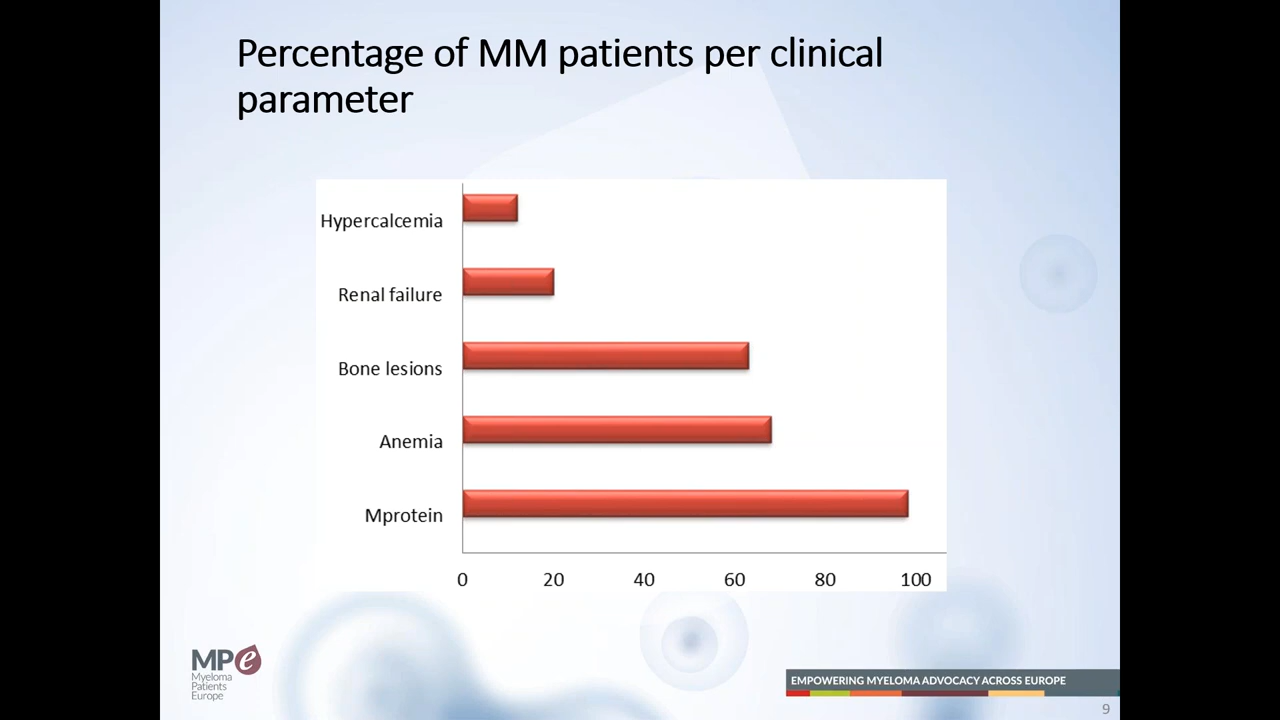 Percentage of MM patients per clinical
parameter
Hypercalcemia
Renal failure
Bone lesions
Anemia
Mprotein
0 20 40 60 80 100
MPe
Myeloma
Patients
Europe
EMPOWERING MYELOMA ADVOCACY ACROSS EUROPE
9